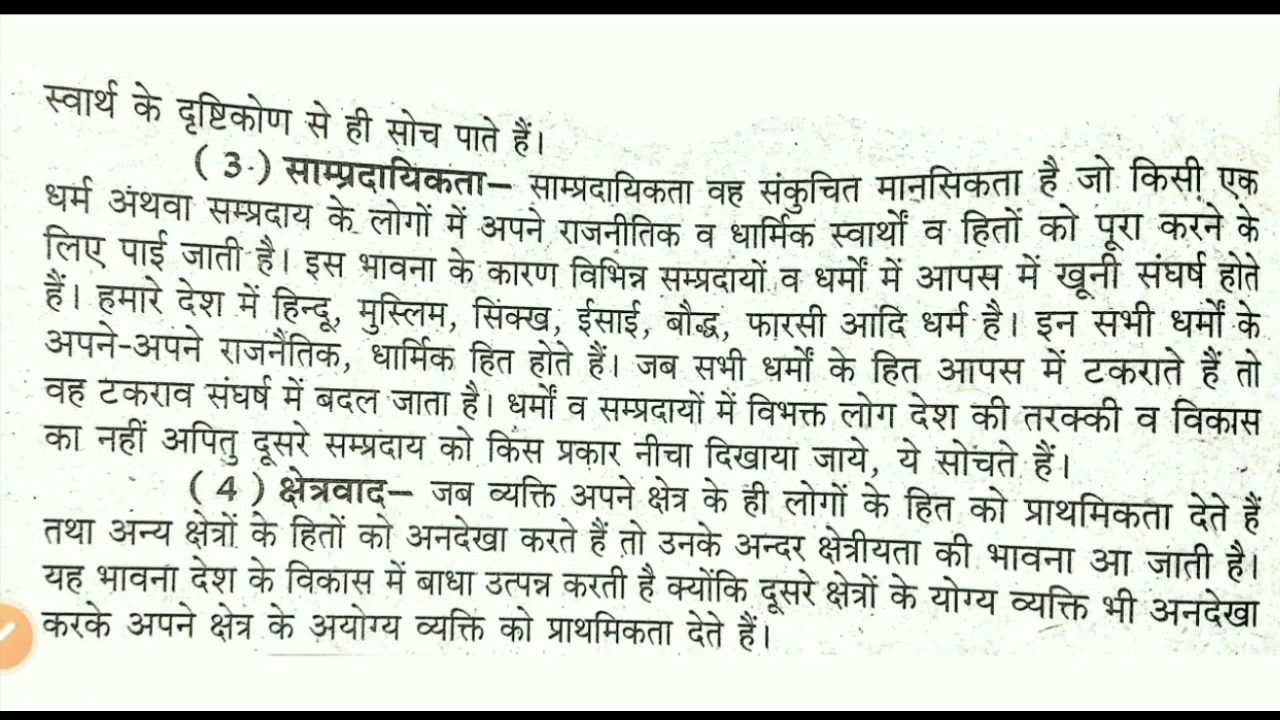 स्वार्थ के दृष्टिकोण से ही सोच पाते हैं।
( 3.) साम्प्रदायिकता– साम्प्रदायिकता वह संकुचित मानसिकता है जो किसी एक
धर्म अथवा सम्प्रदाय के लोगों में अपने राजनीतिक व धार्मिक स्वार्थों व हितों को पूरा करने के
लिए पाई जाती है। इस भावना के कारण विभिन्न सम्प्रदायों व धर्मों में आपस में खूनी संघर्ष होते
हैं। हमारे देश में हिन्दू, मुस्लिम, सिक्ख, ईसाई, बौद्ध, फारसी आदि धर्म है। इन सभी धर्मों के
अपने-अपने राजनैतिक, धार्मिक हित होते हैं। जब सभी धर्मों के हित आपस में टकराते हैं तो
वह टकराव संघर्ष में बदल जाता है। धर्मों व सम्प्रदायों में विभक्त लोग देश की तरक्की व विकास
का नहीं अपितु दूसरे सम्प्रदाय को किस प्रकार नीचा दिखाया जाये, ये सोचते हैं।
( 4 ) क्षेत्रवाद– जब व्यक्ति अपने क्षेत्र के ही लोगों के हित को प्राथमिकता देते हैं
तथा अन्य क्षेत्रों के हितों को अनदेखा करते हैं तो उनके अन्दर क्षेत्रीयता की भावना आ जाती है।
यह भावना देश के विकास में बाधा उत्पन्न करती है क्योंकि दूसरे क्षेत्रों के योग्य व्यक्ति भी अनदेखा
करके अपने क्षेत्र के अयोग्य व्यक्ति को प्राथमिकता देते हैं।